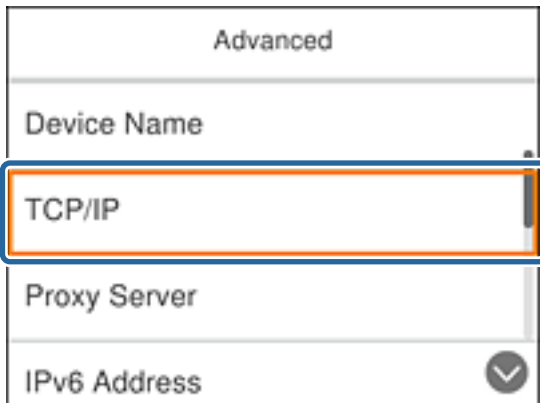 Advanced
Device Name
TCP/IP
Proxy Server
IPv6 Address